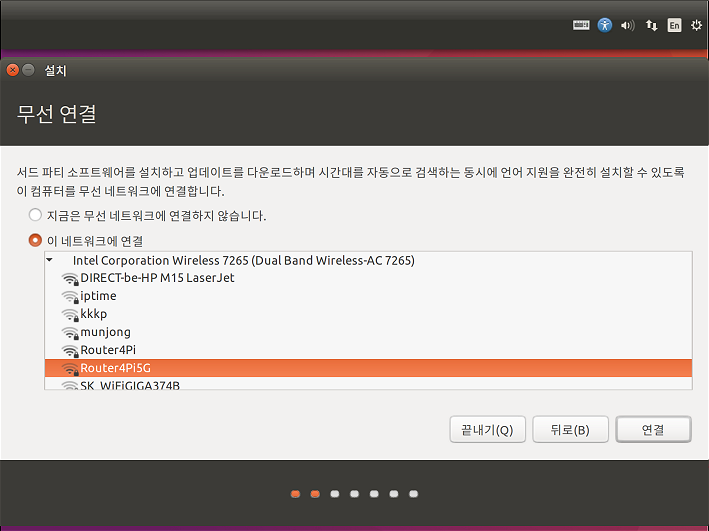 En
설치
무선 연결
서드 파티 소프트웨어를 설치하고 업데이트를 다운로드하며 시간대를 자동으로 검색하는 동시에 언어 지원을 완전히 설치할 수 있도록
이 컴퓨터를 무선 네트워크에 연결합니다.
지금은 무선 네트워크에 연결하지 않습니다.
이 네트워크에 연결
Intel Corporation Wireless 7265 (Dual Band Wireless-AC 7265)
DIRECT-be-HP M15 LaserJet
iptime
kkkp
munjong
Router4Pi
Router4Pi5G
SK_WiFiGIGA374B
끝내기(Q) 뒤로(B) 연결